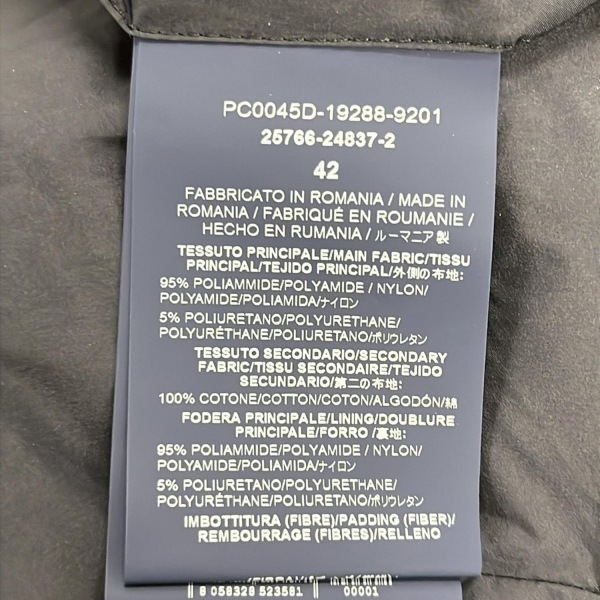 PC0045D-19288-9201
25766-24837-2
42
FABBRICATO IN ROMANIA / MADE IN
ROMANIA / FABRIQUÉ EN ROUMANIE /
HECHO EN RUMANIA / ルーマニア製
TESSUTO PRINCIPALE/MAIN FABRIC/TISSU
PRINCIPAL/TEJIDO PRINCIPAL/外側の布地:
95% POLIAMMIDE/POLYAMIDE / NYLON/
POLYAMIDE/POLIAMIDA/ナイロン
5% POLIURETANO/POLYURETHANE/
POLYURÉTHANE/POLIURETANO/ポリウレタン
TESSUTO SECONDARIO/SECONDARY
FABRIC/TISSU SECONDAIRE/TEJIDO
SECUNDARIO/第二の布地:
100% COTONE/COTTON/COTON/ALGODÓN/綿
FODERA PRINCIPALE/LINING/DOUBLURE
PRINCIPALE/FORRO /裏地:
95% POLIAMMIDE/POLYAMIDE / NYLON/
POLYAMIDE/POLIAMIDA/ナイロン
5% POLIURETANO/POLYURETHANE/
POLYURÉTHANE/POLIURETANO/ポリウレタン
IMBOTTITURA (FIBRE)/PADDING (FIBER)/
REMBOURRAGE (FIBRES)/RELLENO
8 058328 523581 00001